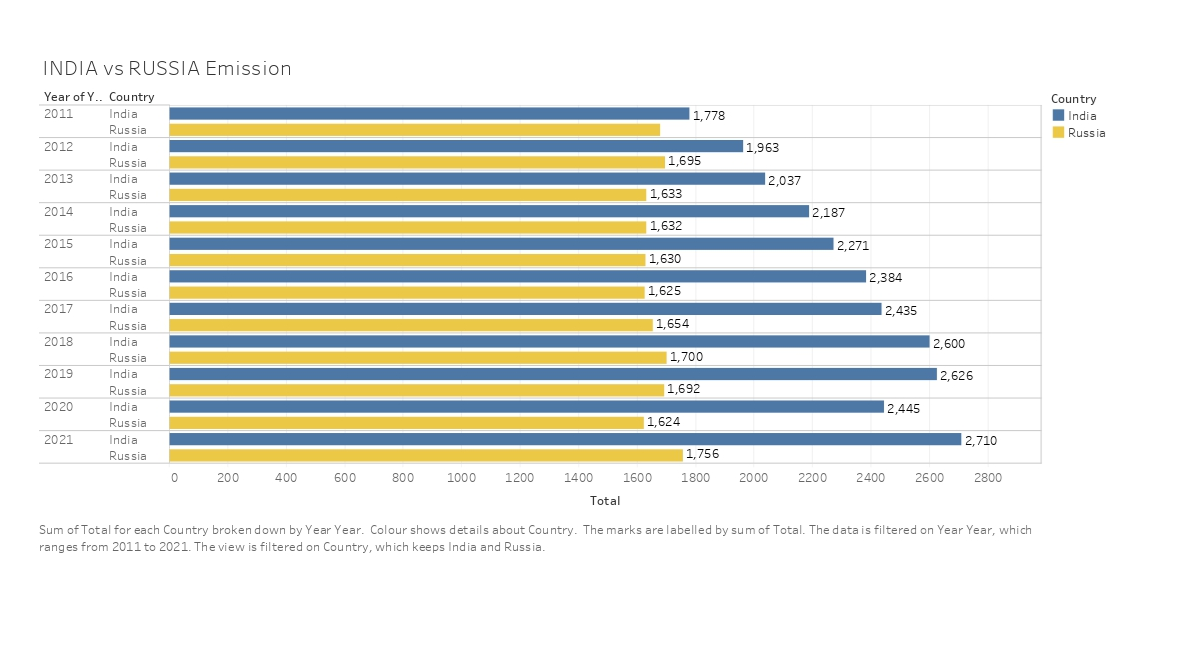 INDIA vs RUSSIA Emission
Year of Y.. Country
Country
India
Russia
2011 India 1,778
Russia
2012 India 1,963
Russia 1,695
2013 India 2,037
Russia 1,633
2014 India 2,187
Russia 1,632
2015 India 2,271
Russia 1,630
2016 India 2,384
Russia 1,625
2017 India 2,435
Russia 1,654
2018 India 2,600
Russia 1,700
2019 India 2,626
Russia 1,692
2020 India 2,445
Russia 1,624
2021 India 2,710
Russia 1,756
0 200 400 600 800 1000 1200 1400 1600 1800 2000 2200 2400 2600 2800
Total
Sum of Total for each Country broken down by Year Year. Colour shows details about Country. The marks are labelled by sum of Total. The data is filtered on Year Year, which
ranges from 2011 to 2021. The view is filtered on Country, which keeps India and Russia.